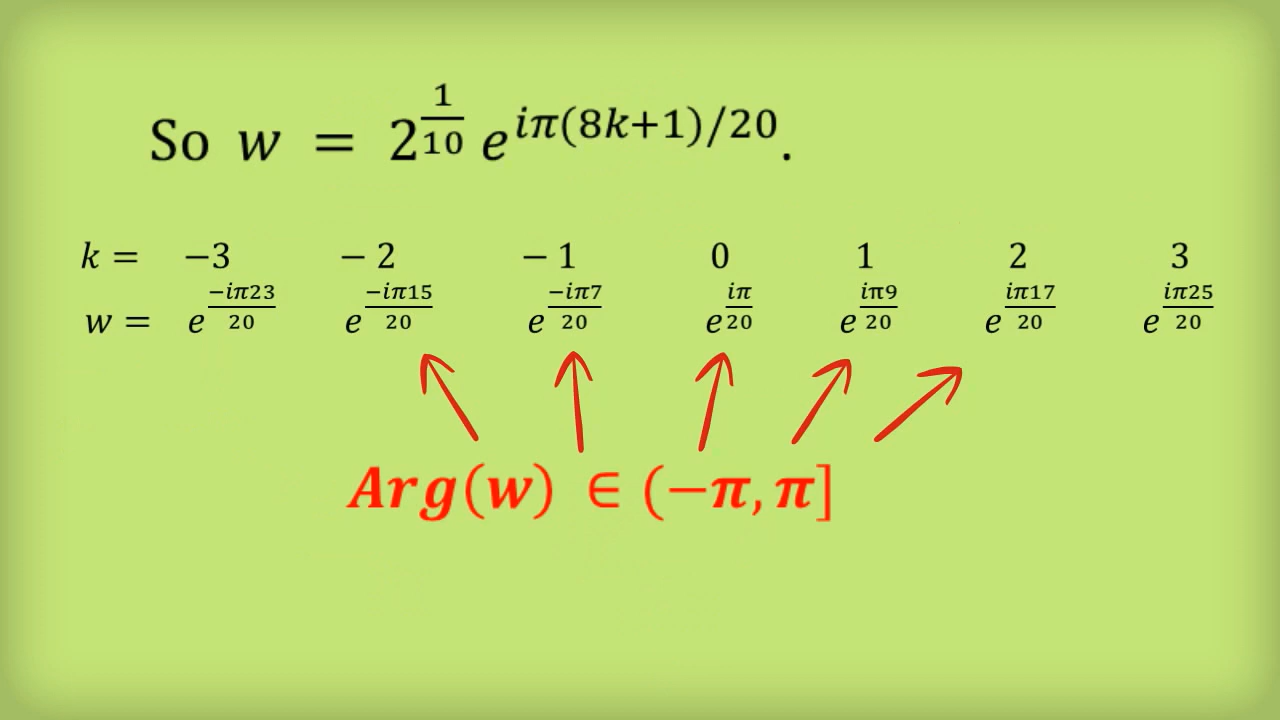 So w = 2^{1/10} e^{iπ(8k+1)/20}.
k = −3 − 2 − 1 0 1 2 3
w = e^{−iπ23/20} e^{−iπ15/20} e^{−iπ7/20} e^{iπ/20} e^{iπ9/20} e^{iπ17/20} e^{iπ25/20}
Arg(w) ∈ (−π, π]